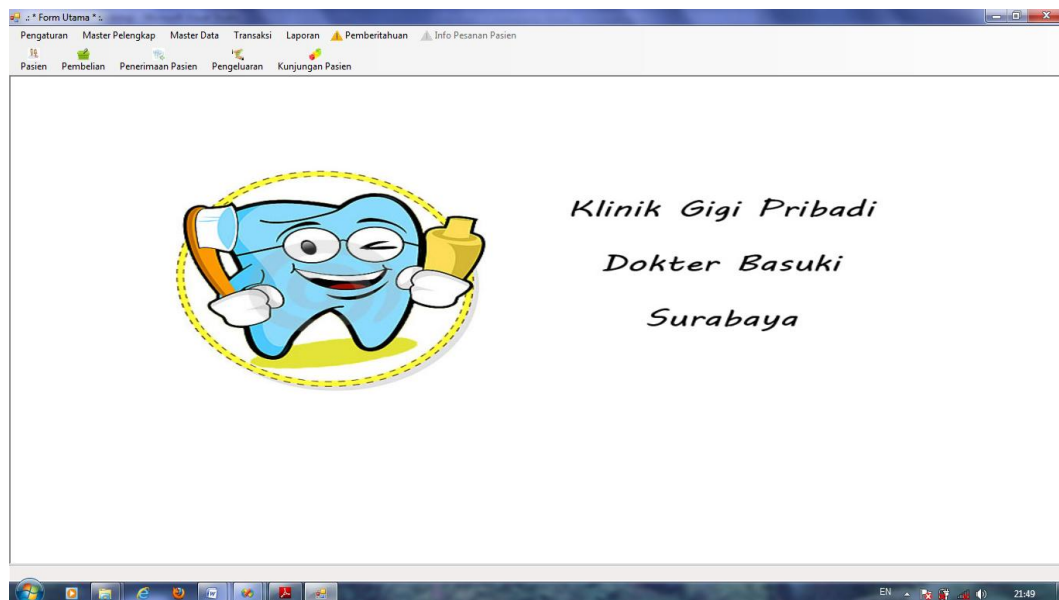 .: * Form Utama * :.
Pengaturan Master Pelengkap Master Data Transaksi Laporan Pemberitahuan Info Pesanan Pasien
Pasien Pembelian Penerimaan Pasien Pengeluaran Kunjungan Pasien
Klinik Gigi Pribadi
Dokter Basuki
Surabaya
EN 21:49